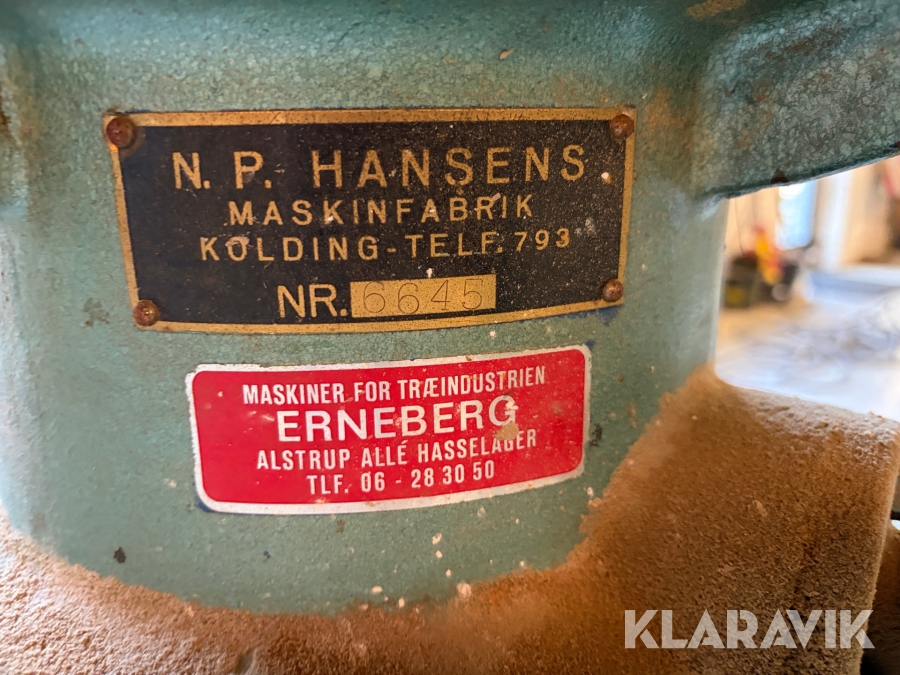 N. P. HANSENS
MASKINFABRIK
KOLDING - TELF. 793
NR. 6645
MASKINER FOR TRÆINDUSTRIEN
ERNEBERG
ALSTRUP ALLÉ HASSELAGER
TLF. 06 - 28 30 50
KLARAVIK